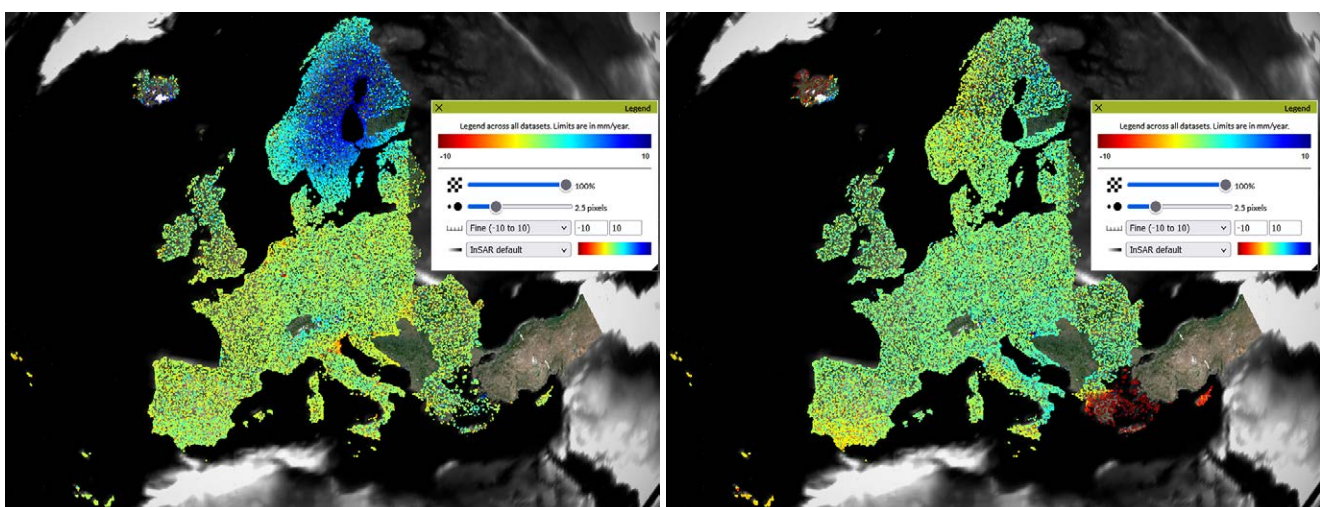 Legend
Legend across all datasets. Limits are in mm/year.
-10 10
100%
2.5 pixels
Fine (-10 to 10) -10 10
InSAR default
Legend
Legend across all datasets. Limits are in mm/year.
-10 10
100%
2.5 pixels
Fine (-10 to 10) -10 10
InSAR default